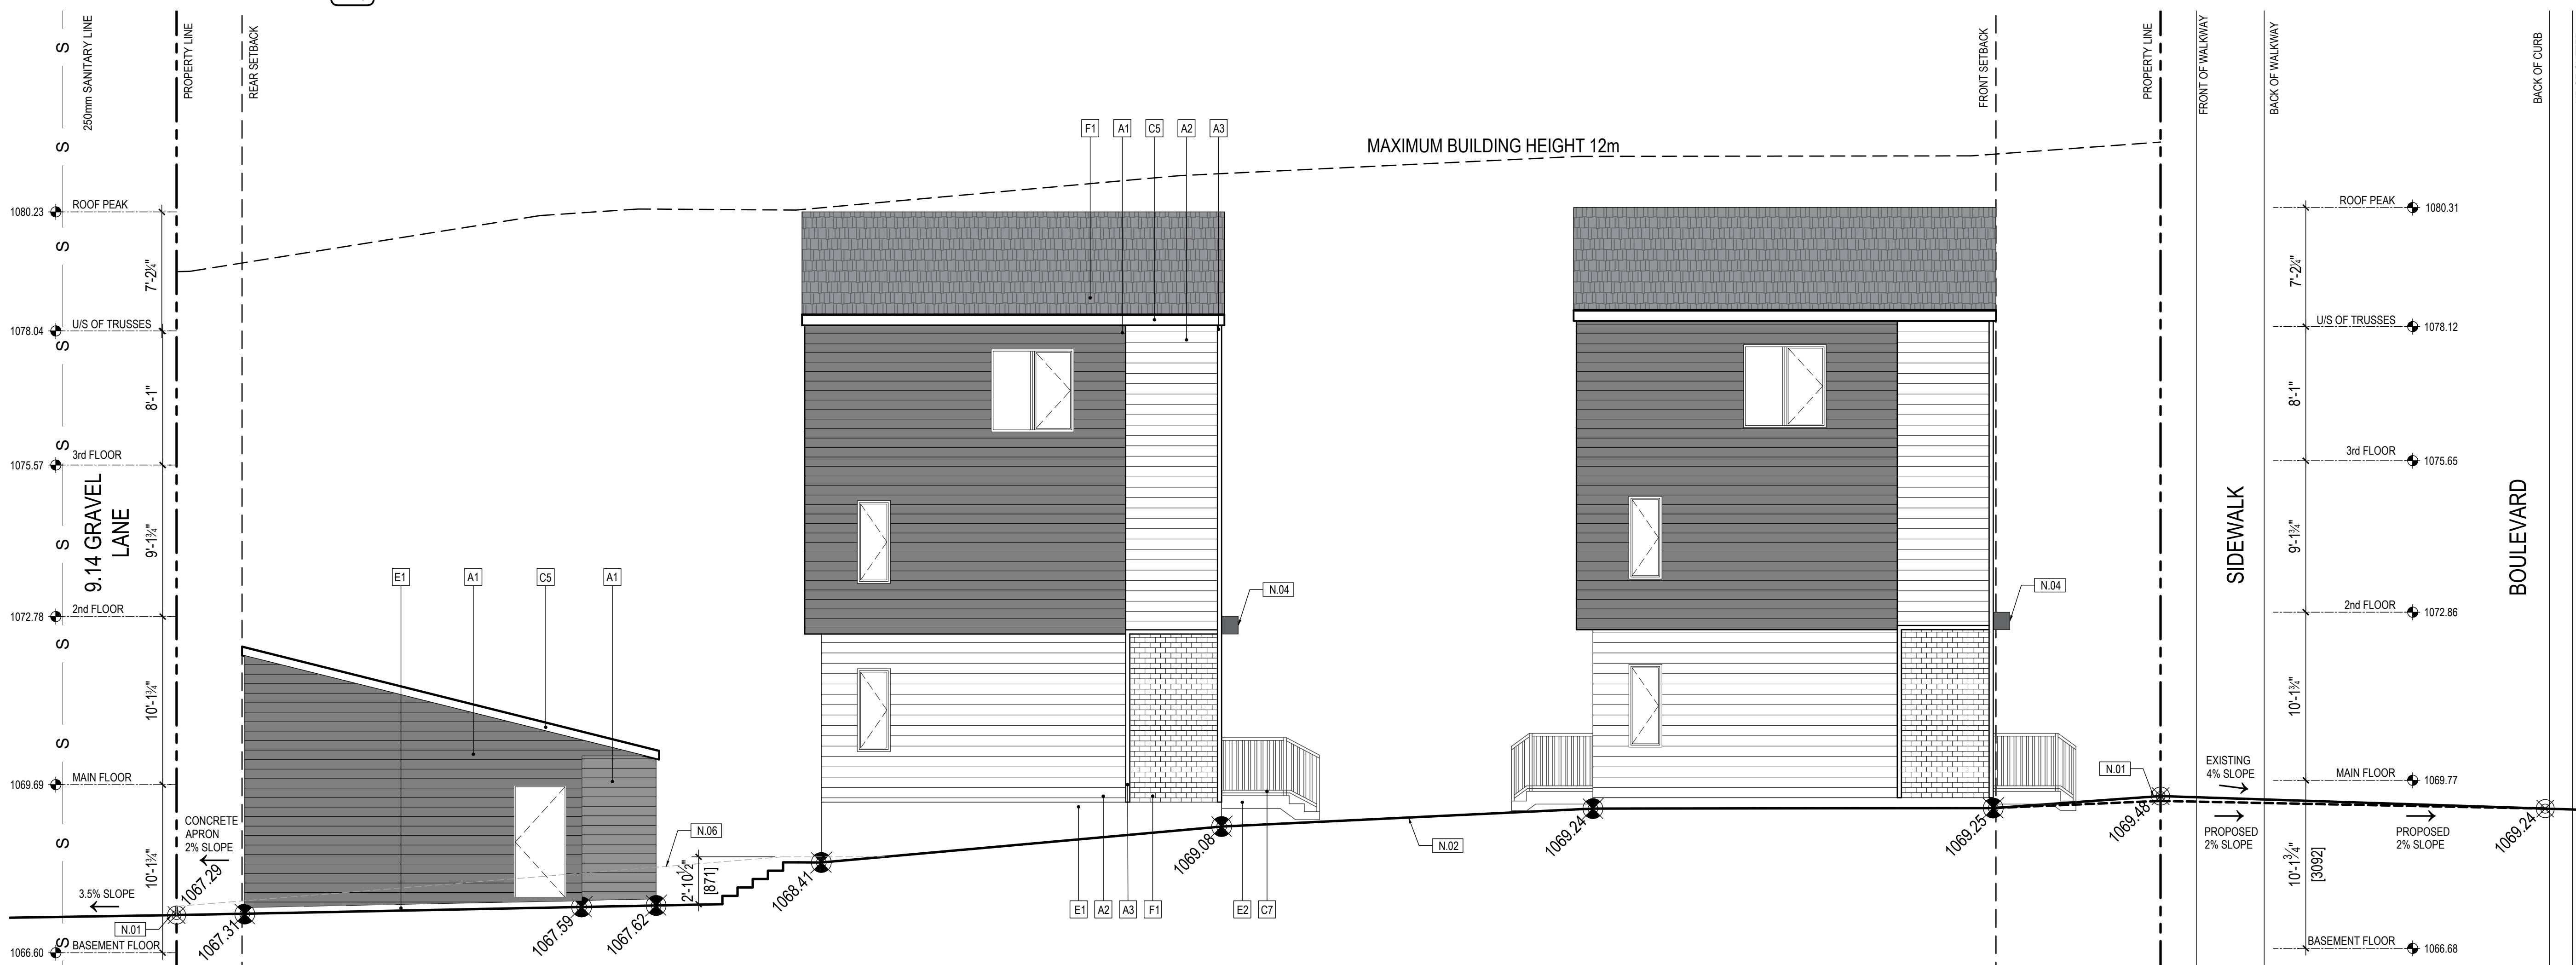 S
250mm SANITARY LINE
PROPERTY LINE
REAR SETBACK
FRONT SETBACK
PROPERTY LINE
FRONT OF WALKWAY
BACK OF WALKWAY
BACK OF CURB
F1
A1
C5
A2
A3
MAXIMUM BUILDING HEIGHT 12m
S
1080.23
ROOF PEAK
S
7'-2¼"
1078.04
U/S OF TRUSSES
S
8'-1"
1075.57
3rd FLOOR
S
9.14 GRAVEL
LANE
9'-1¾"
S
1072.78
2nd FLOOR
S
10'-1¾"
S
1069.69
MAIN FLOOR
S
10'-1¾"
S
1066.60
BASEMENT FLOOR
E1
A1
C5
A1
N.04
N.04
CONCRETE
APRON
2% SLOPE
3.5% SLOPE
N.01
1067.29
1067.31
1067.59
1067.62
N.06
2'-10½"
[871]
1068.41
1069.08
1069.24
1069.25
1069.48
1069.24
E1
A2
A3
F1
E2
C7
N.02
N.01
EXISTING
4% SLOPE
PROPOSED
2% SLOPE
PROPOSED
2% SLOPE
SIDEWALK
BOULEVARD
ROOF PEAK
1080.31
7'-2¼"
U/S OF TRUSSES
1078.12
8'-1"
3rd FLOOR
1075.65
9'-1¾"
2nd FLOOR
1072.86
10'-1¾"
MAIN FLOOR
1069.77
10'-1¾"
[3092]
BASEMENT FLOOR
1066.68